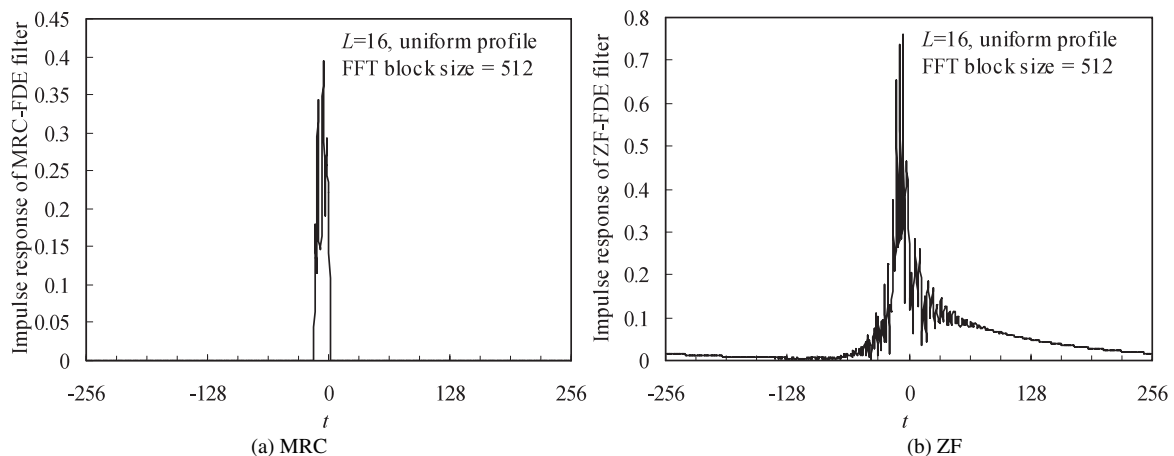 Impulse response of MRC-FDE filter
0.45
0.4
0.35
0.3
0.25
0.2
0.15
0.1
0.05
0
L=16, uniform profile
FFT block size = 512
-256
-128
0
128
256
t
(a) MRC
Impulse response of ZF-FDE filter
0.8
0.7
0.6
0.5
0.4
0.3
0.2
0.1
0
L=16, uniform profile
FFT block size = 512
-256
-128
0
128
256
t
(b) ZF